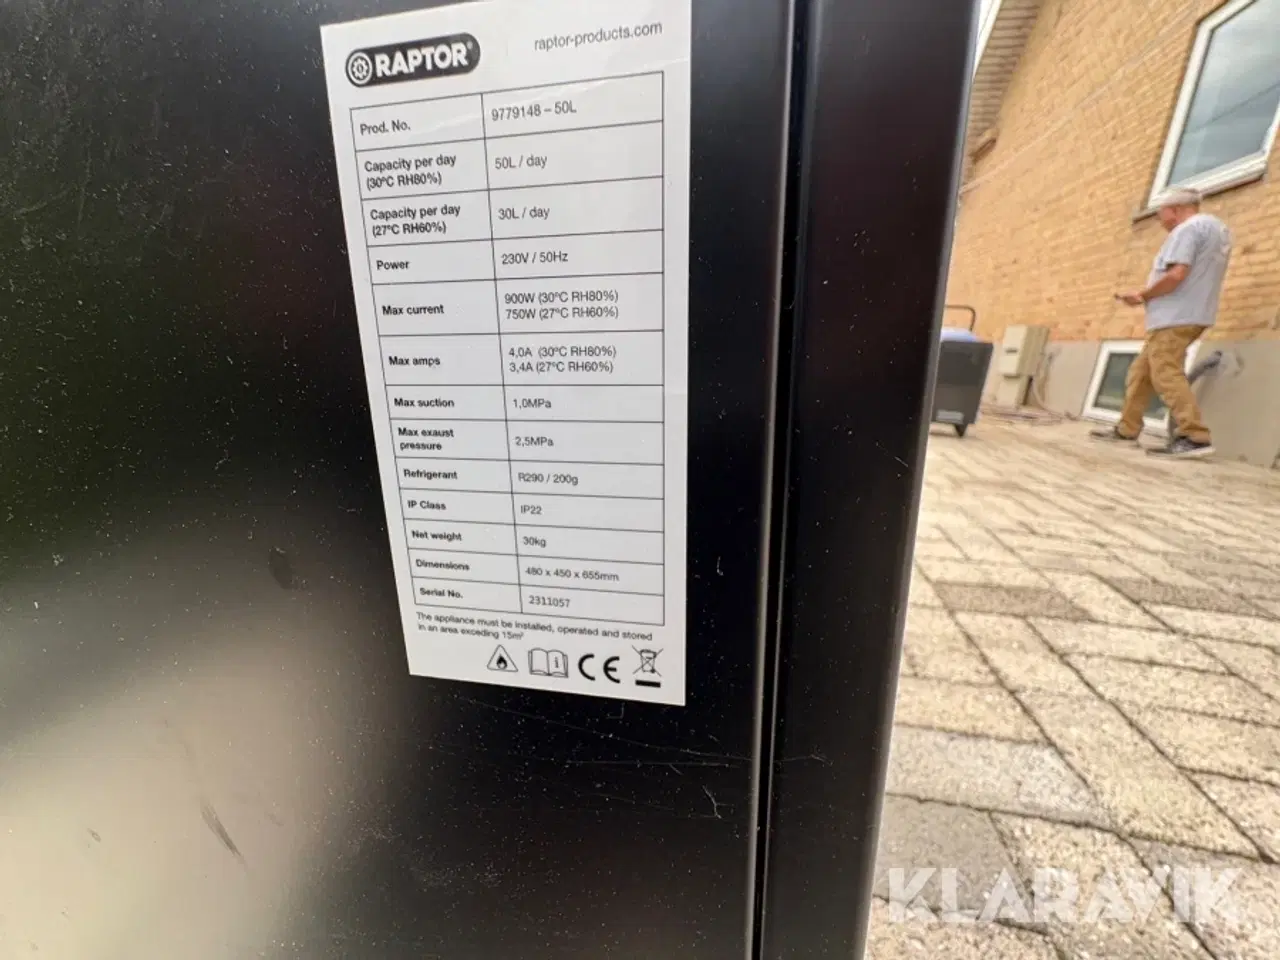 RAPTOR®
raptor-products.com
Prod. No. 9779148 – 50L
Capacity per day 50L / day
(30°C RH80%)
Capacity per day 30L / day
(27°C RH60%)
Power 230V / 50Hz
Max current 900W (30°C RH80%)
750W (27°C RH60%)
Max amps 4,0A (30°C RH80%)
3,4A (27°C RH60%)
Max suction 1,0MPa
Max exaust 2,5MPa
pressure
Refrigerant R290 / 200g
IP Class IP22
Net weight 30kg
Dimensions 480 x 450 x 655mm
Serial No. 2311057
The appliance must be installed, operated and stored
in an area exceeding 15m²
i CE
KLARAVIK